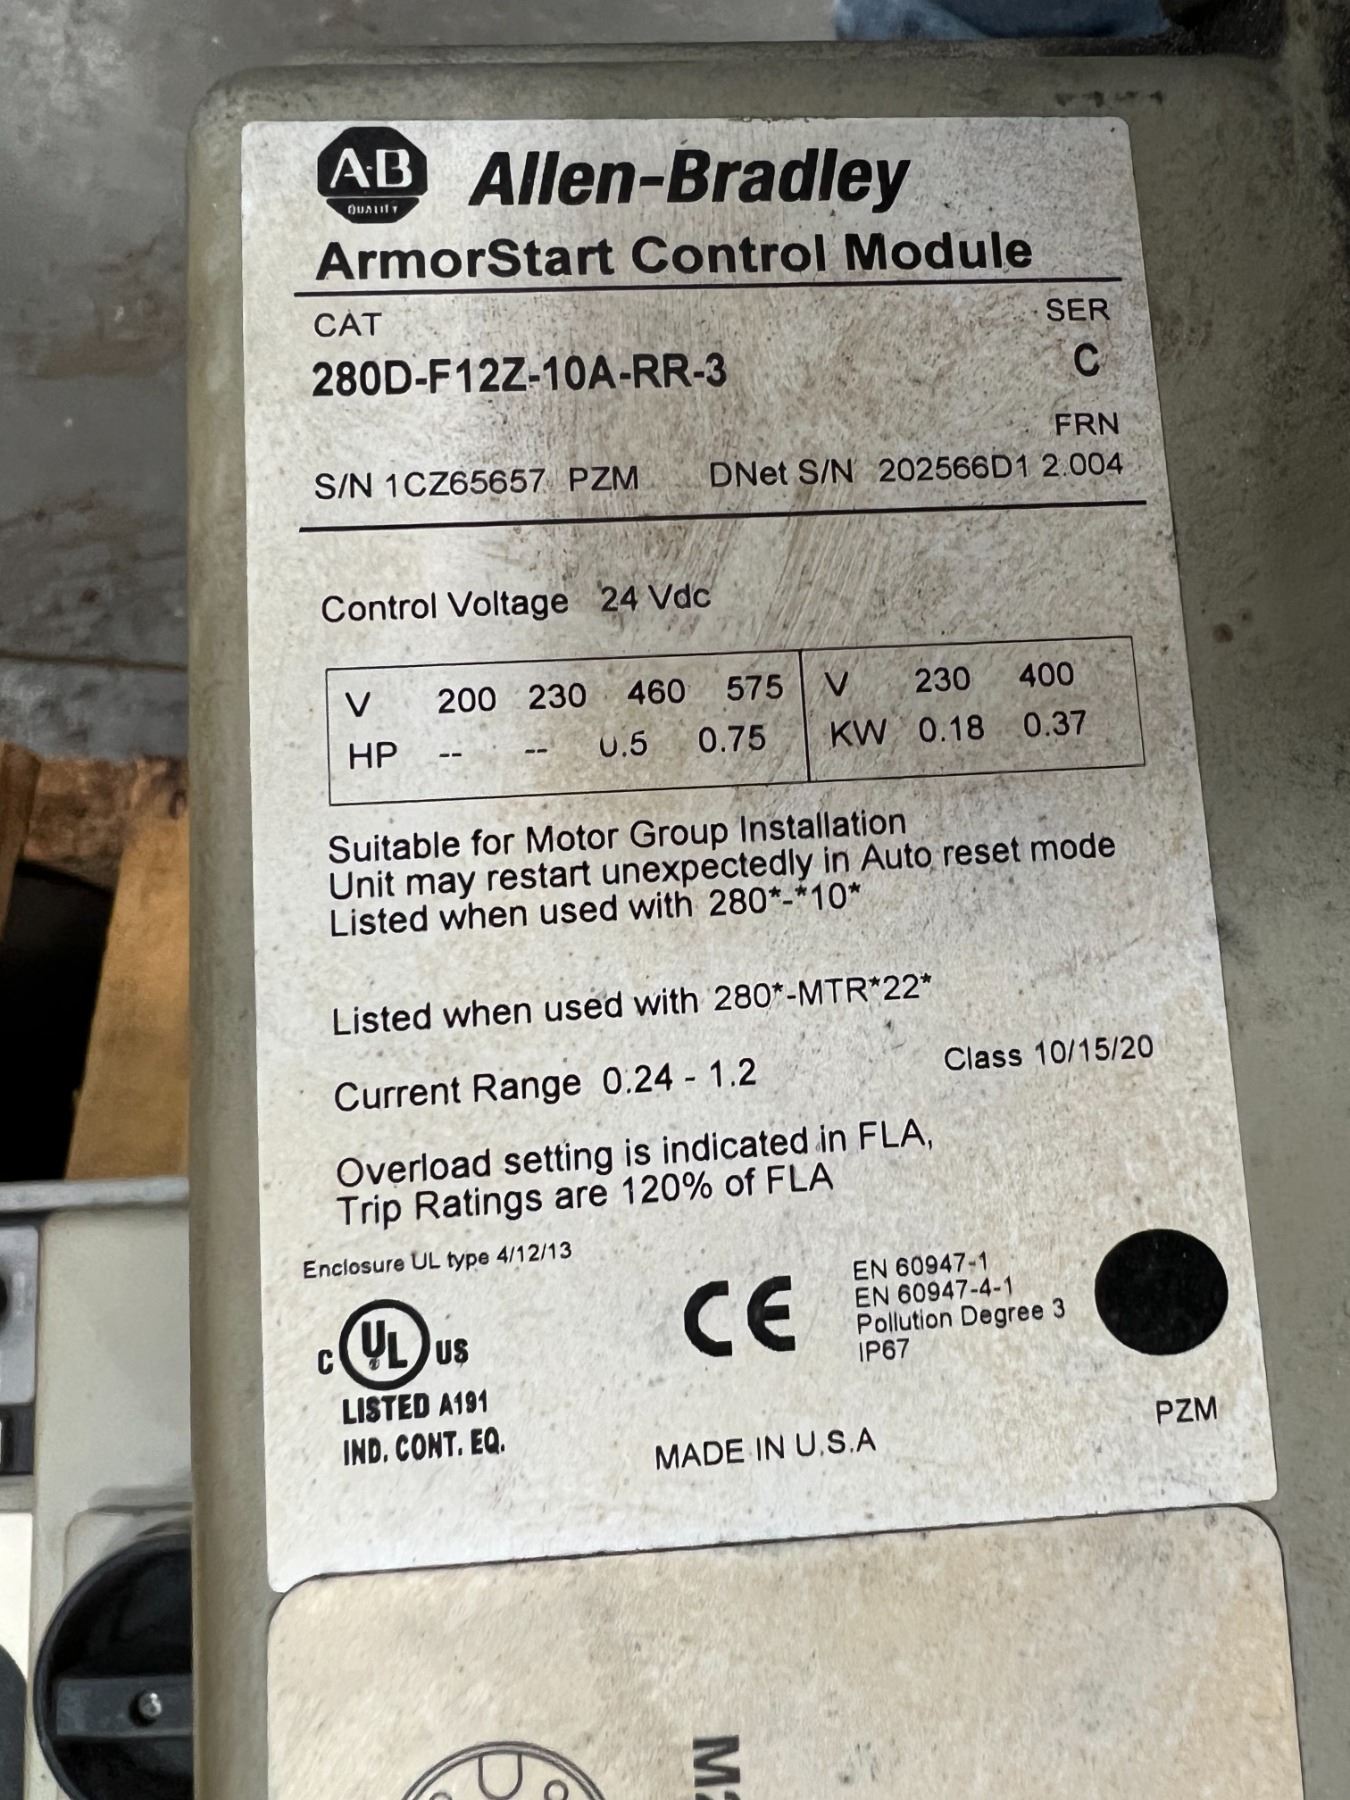 A·B
QUALITY
Allen-Bradley
ArmorStart Control Module
CAT SER
280D-F12Z-10A-RR-3 C
FRN
S/N 1CZ65657 PZM DNet S/N 202566D1 2.004
Control Voltage 24 Vdc
V 200 230 460 575 V 230 400
HP -- -- 0.5 0.75 KW 0.18 0.37
Suitable for Motor Group Installation
Unit may restart unexpectedly in Auto reset mode
Listed when used with 280*-*10*
Listed when used with 280*-MTR*22*
Current Range 0.24 - 1.2 Class 10/15/20
Overload setting is indicated in FLA,
Trip Ratings are 120% of FLA
Enclosure UL type 4/12/13
C UL US
LISTED A191
IND. CONT. EQ.
CE
EN 60947-1
EN 60947-4-1
Pollution Degree 3
IP67
MADE IN U.S.A
PZM